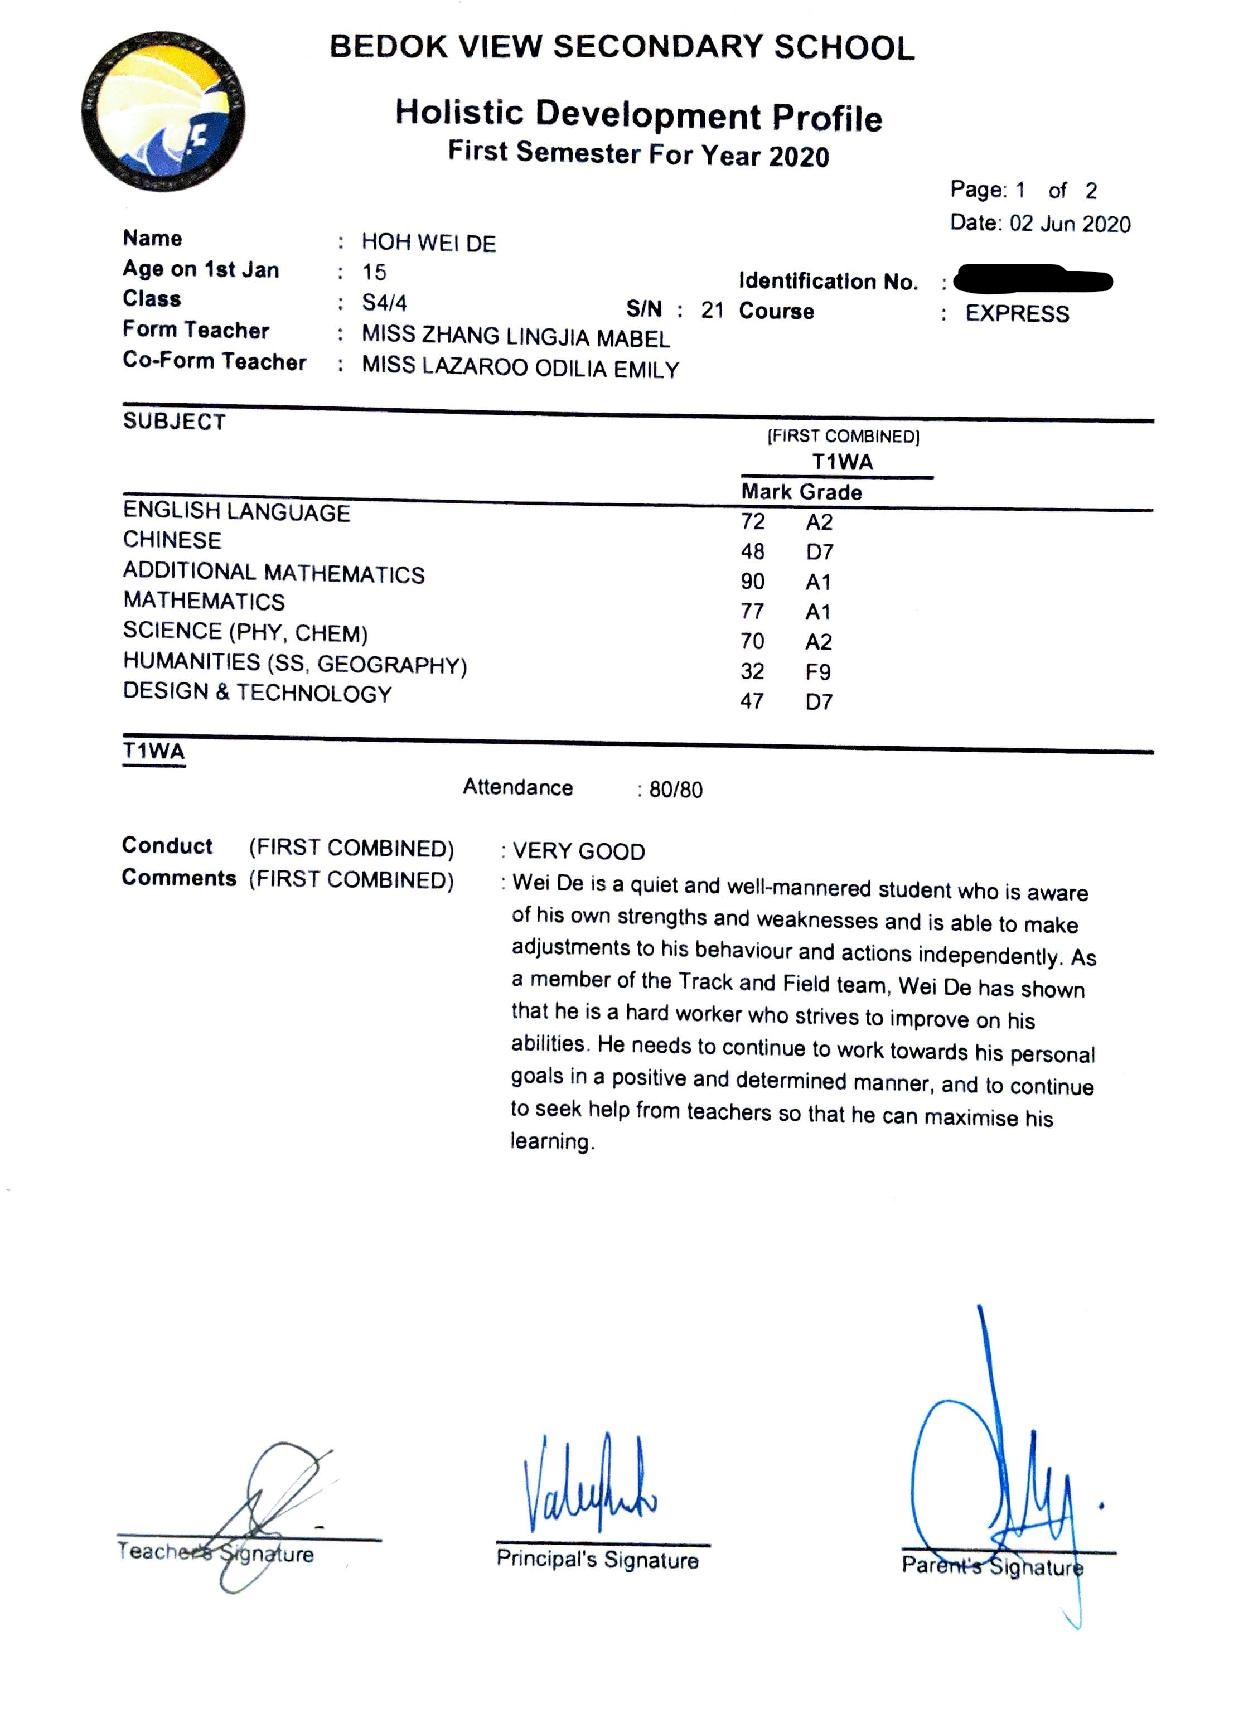 BEDOK VIEW SECONDARY SCHOOL
Holistic Development Profile
First Semester For Year 2020
Page: 1 of 2
Date: 02 Jun 2020
Name : HOH WEI DE
Age on 1st Jan : 15
Identification No. :
Class : S4/4
S/N : 21 Course : EXPRESS
Form Teacher : MISS ZHANG LINGJIA MABEL
Co-Form Teacher : MISS LAZAROO ODILIA EMILY
SUBJECT
[FIRST COMBINED]
T1WA
Mark Grade
ENGLISH LANGUAGE 72 A2
CHINESE 48 D7
ADDITIONAL MATHEMATICS 90 A1
MATHEMATICS 77 A1
SCIENCE (PHY, CHEM) 70 A2
HUMANITIES (SS, GEOGRAPHY) 32 F9
DESIGN & TECHNOLOGY 47 D7
T1WA
Attendance : 80/80
Conduct (FIRST COMBINED) : VERY GOOD
Comments (FIRST COMBINED) : Wei De is a quiet and well-mannered student who is aware
of his own strengths and weaknesses and is able to make
adjustments to his behaviour and actions independently. As
a member of the Track and Field team, Wei De has shown
that he is a hard worker who strives to improve on his
abilities. He needs to continue to work towards his personal
goals in a positive and determined manner, and to continue
to seek help from teachers so that he can maximise his
learning.
Teacher's Signature
Principal's Signature
Parent's Signature